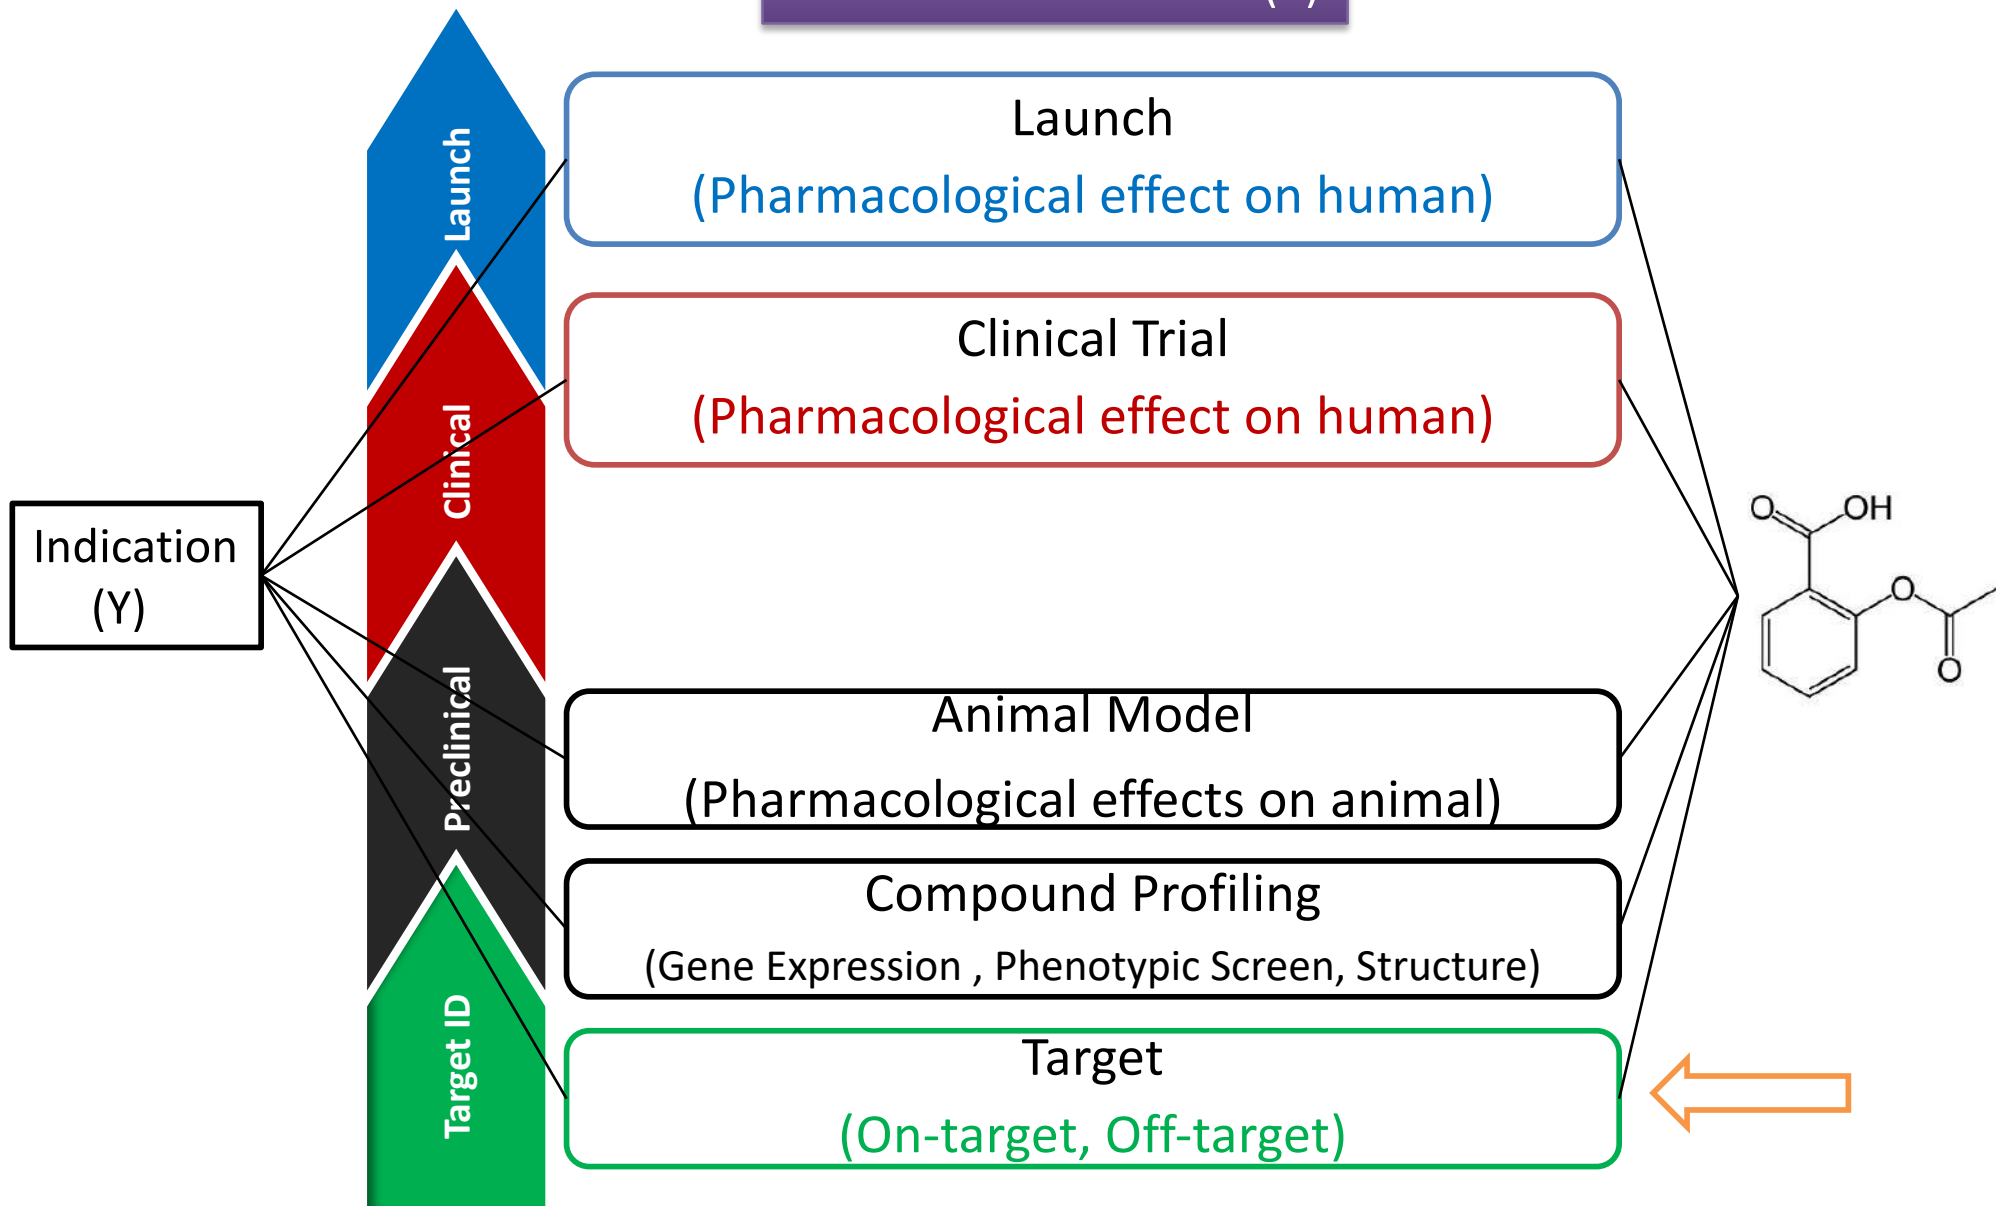 Launch
(Pharmacological effect on human)
Launch
Clinical Trial
(Pharmacological effect on human)
Clinical
Indication
(Y)
O
OH
O
O
Animal Model
(Pharmacological effects on animal)
Preclinical
Compound Profiling
(Gene Expression , Phenotypic Screen, Structure)
Target ID
Target
(On-target, Off-target)